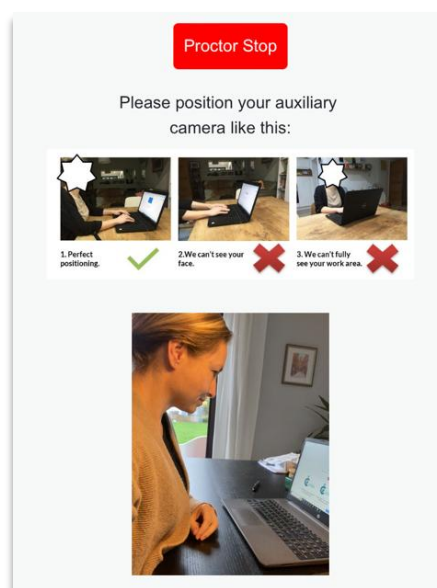 Proctor Stop
Please position your auxiliary
camera like this:
1. Perfect
positioning.
2.We can't see your
face.
3. We can't fully
see your work area.